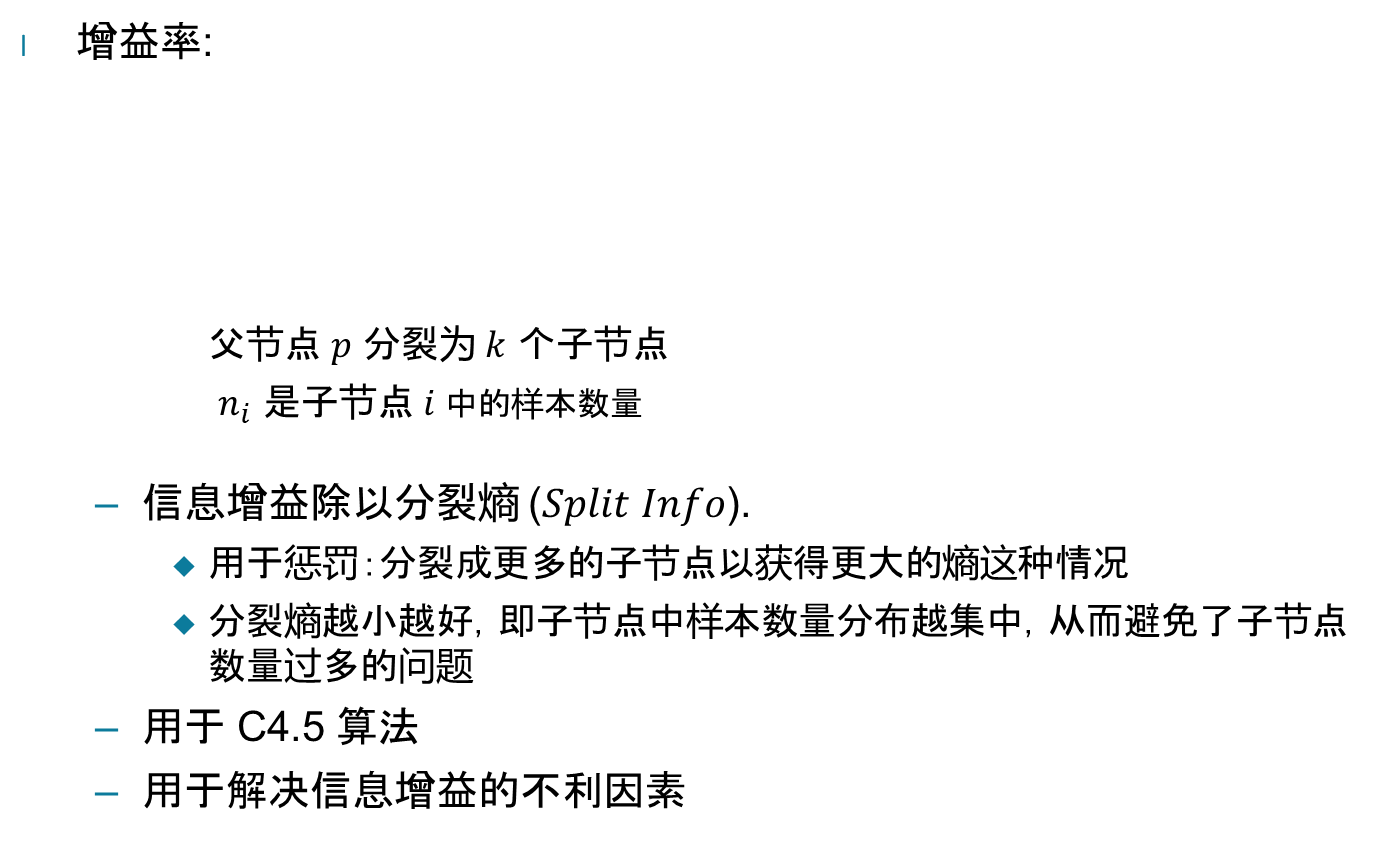 增益率:
父节点 p 分裂为 k 个子节点
n_i 是子节点 i 中的样本数量
– 信息增益除以分裂熵 (Split Info).
◆ 用于惩罚: 分裂成更多的子节点以获得更大的熵这种情况
◆ 分裂熵越小越好, 即子节点中样本数量分布越集中, 从而避免了子节点
数量过多的问题
– 用于 C4.5 算法
– 用于解决信息增益的不利因素